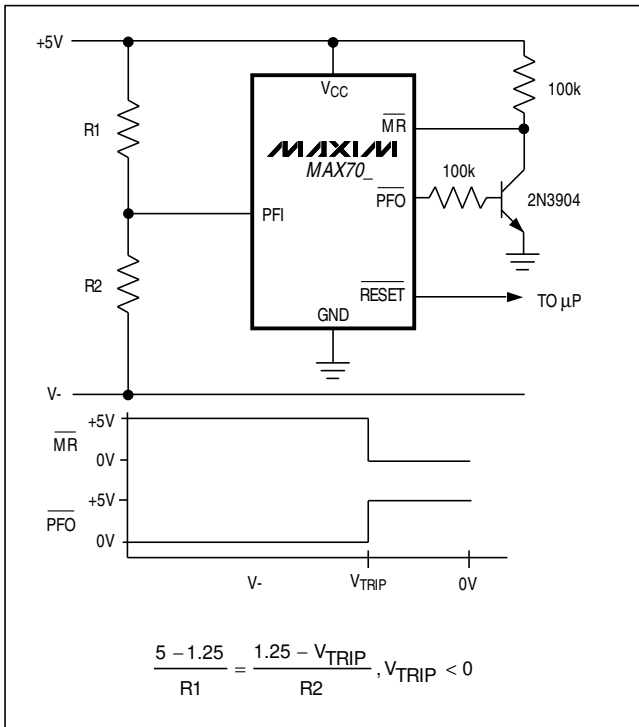 +5V
VCC
100k
R1
MR
MAXIM
MAX70_
100k
PFI
PFO
2N3904
R2
RESET
TO µP
GND
V-
+5V
MR
0V
+5V
PFO
0V
V-
VTRIP
0V
5 – 1.25 / R1 = 1.25 – VTRIP / R2 , VTRIP < 0